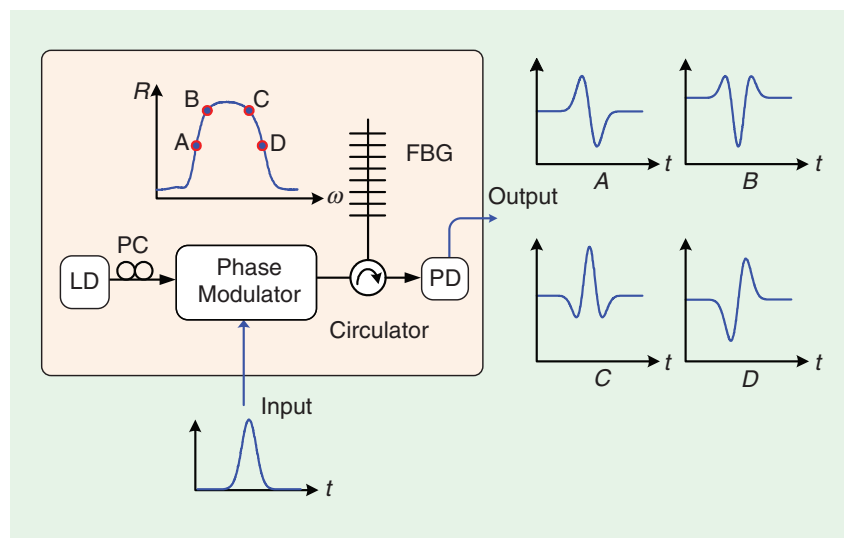 R
B
C
A
D
ω
FBG
Output
PC
LD
Phase
Modulator
PD
Circulator
Input
t
t
A
t
B
t
C
t
D